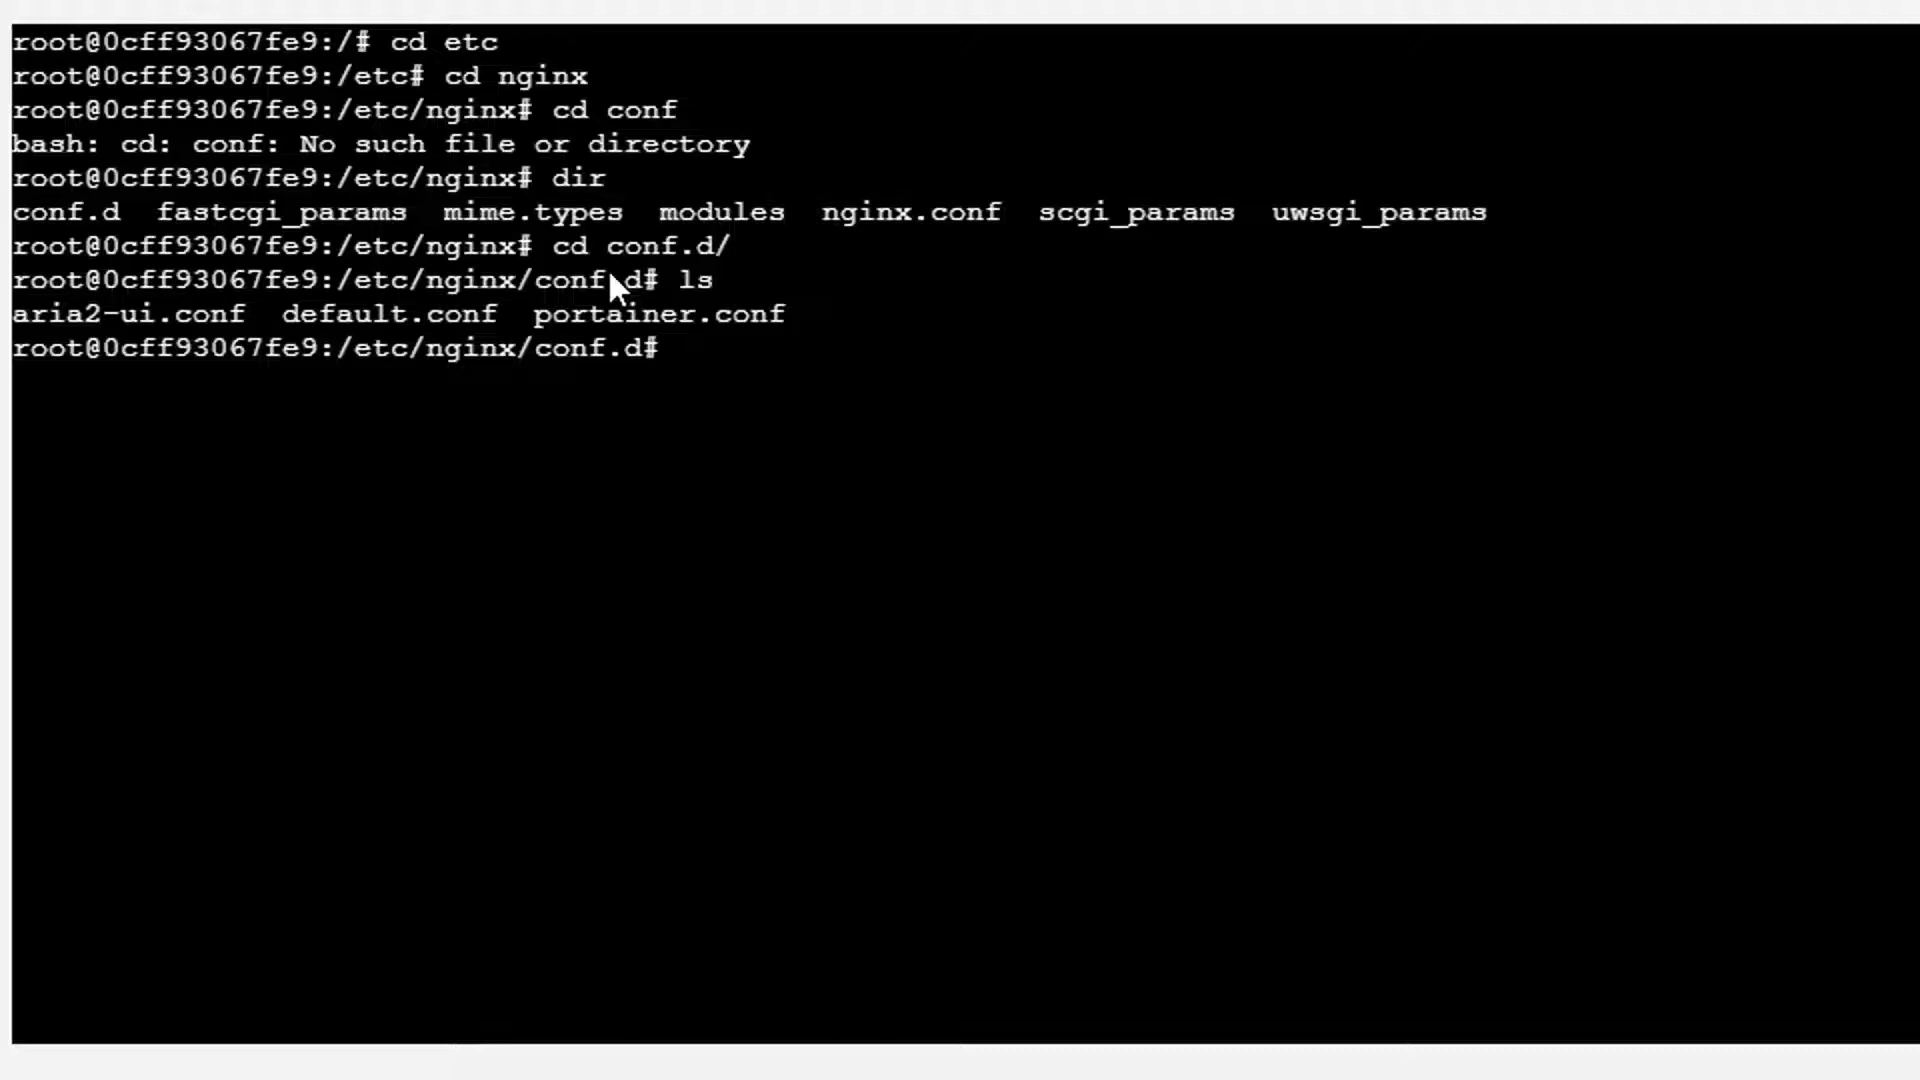 root@0cff93067fe9:/# cd etc
root@0cff93067fe9:/etc# cd nginx
root@0cff93067fe9:/etc/nginx# cd conf
bash: cd: conf: No such file or directory
root@0cff93067fe9:/etc/nginx# dir
conf.d  fastcgi_params  mime.types  modules  nginx.conf  scgi_params  uwsgi_params
root@0cff93067fe9:/etc/nginx# cd conf.d/
root@0cff93067fe9:/etc/nginx/conf.d# ls
aria2-ui.conf  default.conf  portainer.conf
root@0cff93067fe9:/etc/nginx/conf.d#